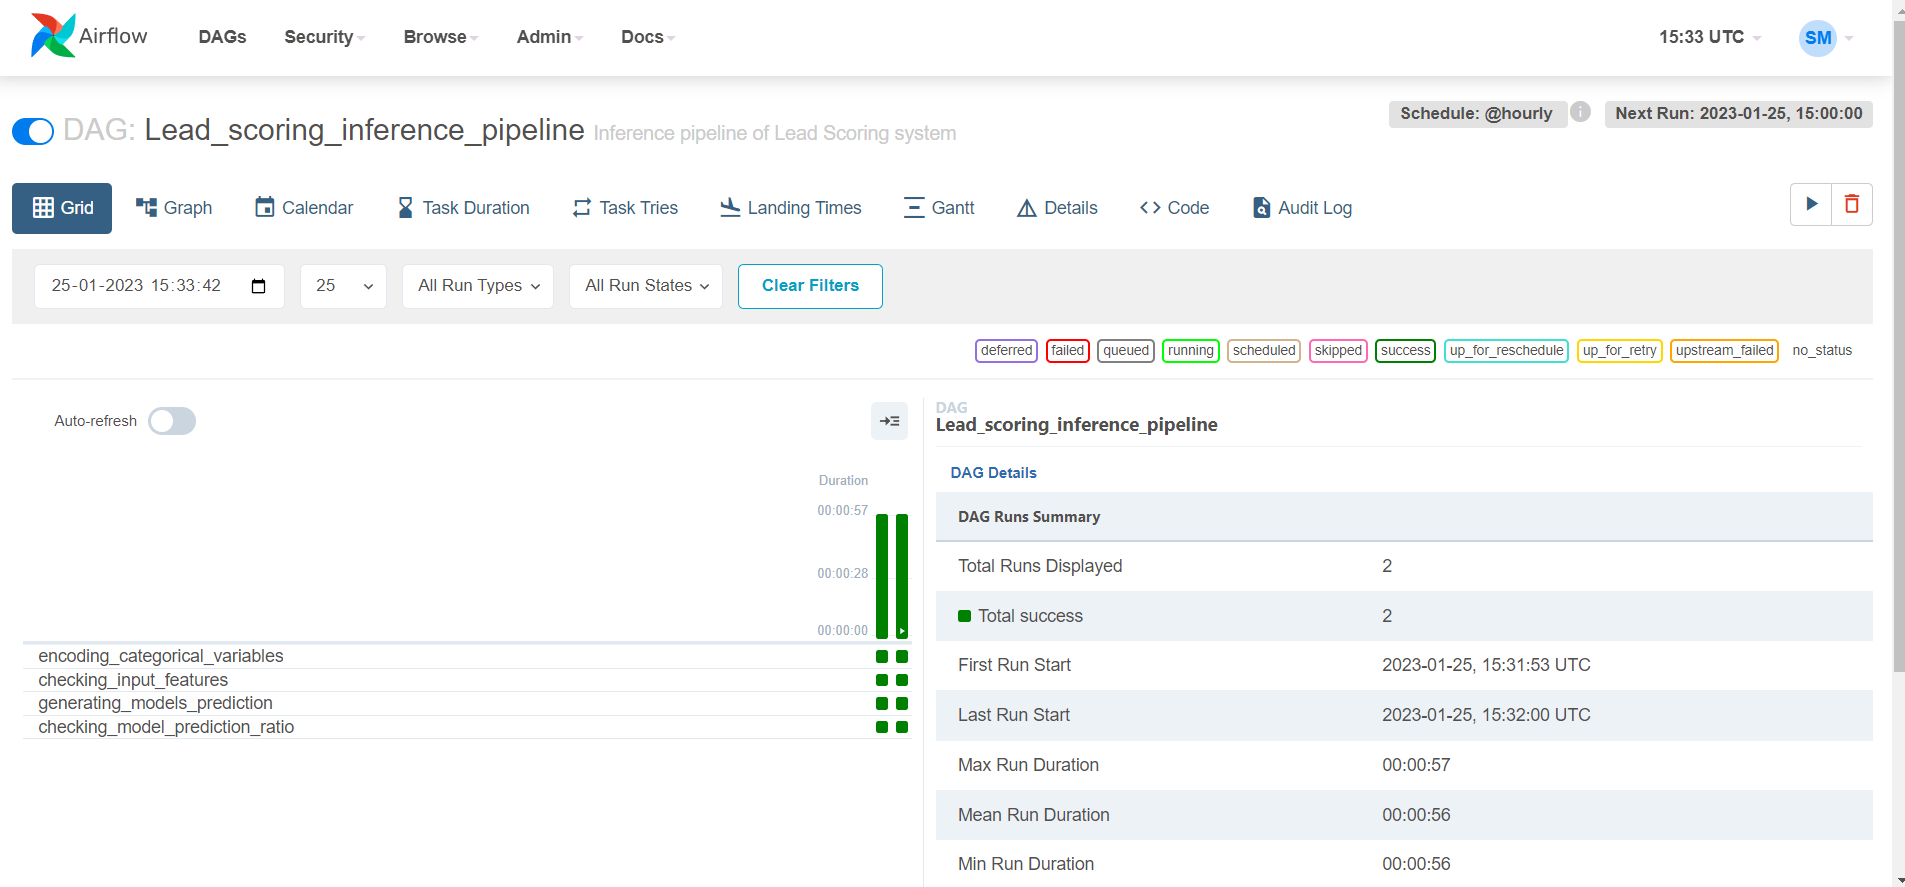 Airflow DAGs Security Browse Admin Docs 15:33 UTC SM
Schedule: @hourly i Next Run: 2023-01-25, 15:00:00
DAG: Lead_scoring_inference_pipeline Inference pipeline of Lead Scoring system
Grid Graph Calendar Task Duration Task Tries Landing Times Gantt Details Code Audit Log
25-01-2023 15:33:42 25 All Run Types All Run States Clear Filters
deferred failed queued running scheduled skipped success up_for_reschedule up_for_retry upstream_failed no_status
Auto-refresh
Duration
00:00:57
00:00:28
00:00:00
encoding_categorical_variables
checking_input_features
generating_models_prediction
checking_model_prediction_ratio
DAG
Lead_scoring_inference_pipeline
DAG Details
DAG Runs Summary
Total Runs Displayed 2
Total success 2
First Run Start 2023-01-25, 15:31:53 UTC
Last Run Start 2023-01-25, 15:32:00 UTC
Max Run Duration 00:00:57
Mean Run Duration 00:00:56
Min Run Duration 00:00:56